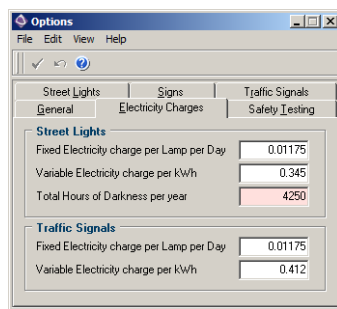 Options
File Edit View Help
Street Lights Signs Traffic Signals
General Electricity Charges Safety Testing
Street Lights
Fixed Electricity charge per Lamp per Day 0.01175
Variable Electricity charge per kWh 0.345
Total Hours of Darkness per year 4250
Traffic Signals
Fixed Electricity charge per Lamp per Day 0.01175
Variable Electricity charge per kWh 0.412